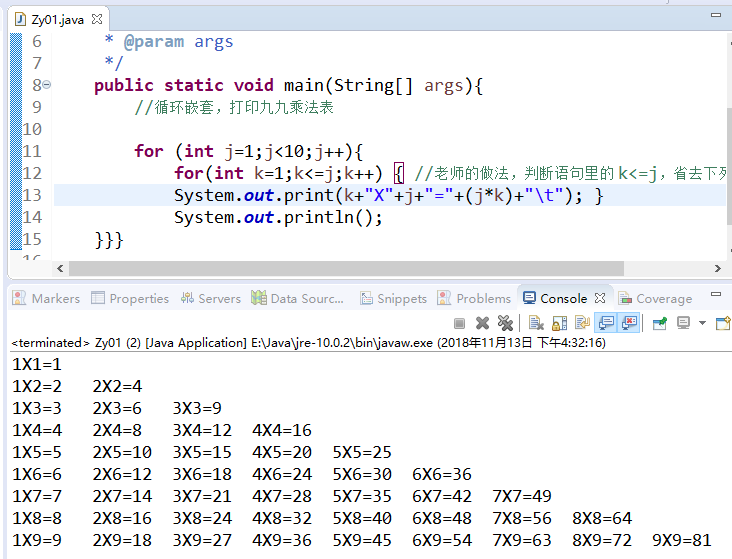 Zy01.java
6 * @param args
7 */
8 public static void main(String[] args){
9 //循环嵌套，打印九九乘法表
10
11 for (int j=1;j<10;j++){
12 for(int k=1;k<=j;k++) { //老师的做法，判断语句里的 k<=j，省去下列
13 System.out.print(k+"X"+j+"="+(j*k)+"\t"); }
14 System.out.println();
15 }}}
16
Markers Properties Servers Data Sourc... Snippets Problems Console Coverage
<terminated> Zy01 (2) [Java Application] E:\Java\jre-10.0.2\bin\javaw.exe (2018年11月13日 下午4:32:16)
1X1=1
1X2=2 2X2=4
1X3=3 2X3=6 3X3=9
1X4=4 2X4=8 3X4=12 4X4=16
1X5=5 2X5=10 3X5=15 4X5=20 5X5=25
1X6=6 2X6=12 3X6=18 4X6=24 5X6=30 6X6=36
1X7=7 2X7=14 3X7=21 4X7=28 5X7=35 6X7=42 7X7=49
1X8=8 2X8=16 3X8=24 4X8=32 5X8=40 6X8=48 7X8=56 8X8=64
1X9=9 2X9=18 3X9=27 4X9=36 5X9=45 6X9=54 7X9=63 8X9=72 9X9=81